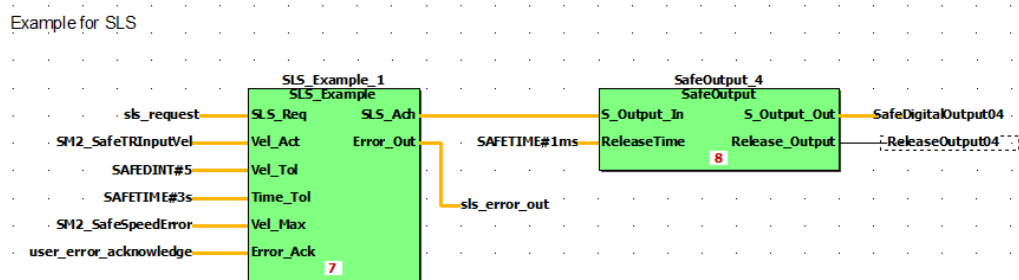 Example for SLS
SLS_Example_1
SLS_Example
sls_request
SLS_Req
SLS_Ach
SM2_SafeTRInputVel
Vel_Act
Error_Out
SAFEDINT#5
Vel_Tol
SAFETIME#3s
Time_Tol
sls_error_out
SM2_SafeSpeedError
Vel_Max
user_error_acknowledge
Error_Ack
7
SafeOutput_4
SafeOutput
S_Output_In
S_Output_Out
SafeDigitalOutput04
SAFETIME#1ms
ReleaseTime
Release_Output
ReleaseOutput04
8